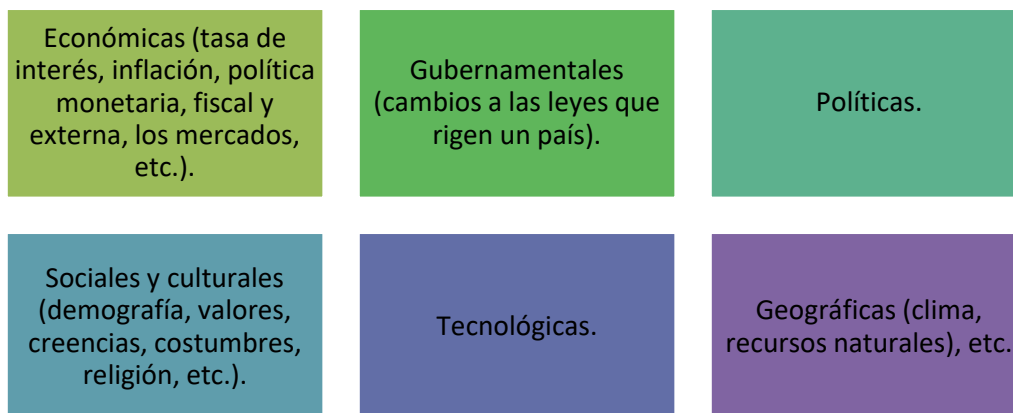 Económicas (tasa de
interés, inflación, política
monetaria, fiscal y
externa, los mercados,
etc.).
Gubernamentales
(cambios a las leyes que
rigen un país).
Políticas.
Sociales y culturales
(demografía, valores,
creencias, costumbres,
religión, etc.).
Tecnológicas.
Geográficas (clima,
recursos naturales), etc.